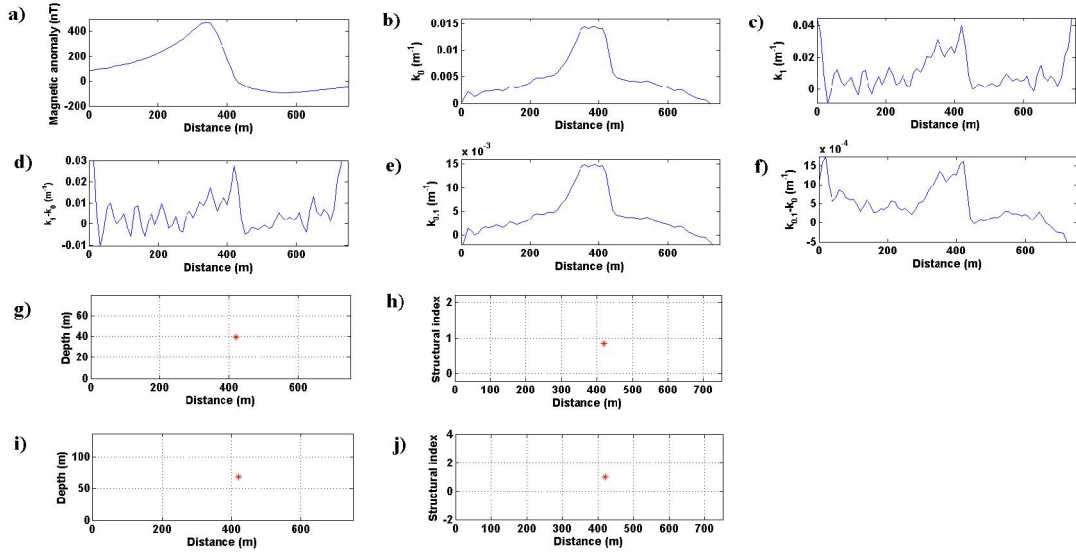 a)
Magnetic anomaly (nT)
400
200
0
-200
0 200 400 600
Distance (m)
b)
k0 (m-1)
0.015
0.01
0.005
0
0 200 400 600
Distance (m)
c)
k1 (m-1)
0.04
0.02
0
0 200 400 600
Distance (m)
d)
k1-k0 (m-1)
0.03
0.02
0.01
0
-0.01
0 200 400 600
Distance (m)
e)
x 10-3
k0.1 (m-1)
15
10
5
0
0 200 400 600
Distance (m)
f)
x 10-4
k0.1-k0 (m-1)
15
10
5
0
-5
0 200 400 600
Distance (m)
g)
Depth (m)
60
40
20
0
0 200 400 600
Distance (m)
h)
Structural index
2
1
0
0 100 200 300 400 500 600 700
Distance (m)
i)
Depth (m)
100
50
0
0 200 400 600
Distance (m)
j)
Structural index
4
2
0
-2
0 100 200 300 400 500 600 700
Distance (m)